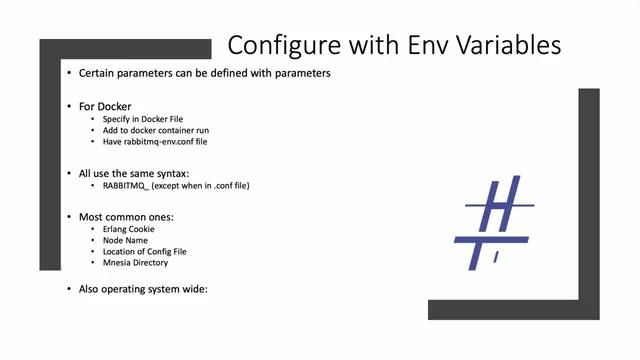 Configure with Env Variables
• Certain parameters can be defined with parameters
• For Docker
• Specify in Docker File
• Add to docker container run
• Have rabbitmq-env.conf file
• All use the same syntax:
• RABBITMQ_ (except when in .conf file)
• Most common ones:
• Erlang Cookie
• Node Name
• Location of Config File
• Mnesia Directory
• Also operating system wide: